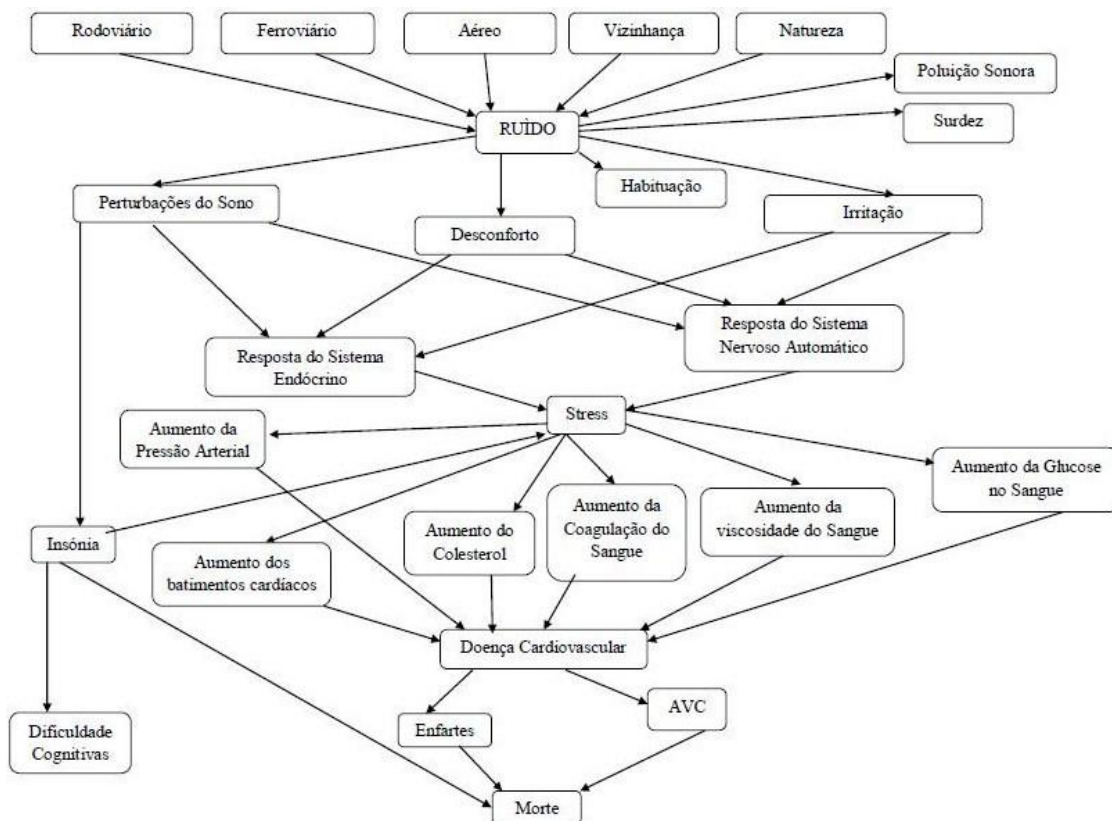 Rodoviário
Ferroviário
Aéreo
Vizinhança
Natureza
Poluição Sonora
Surdez
RUÌDO
Habituação
Perturbações do Sono
Irritação
Desconforto
Resposta do Sistema
Nervoso Automático
Resposta do Sistema
Endócrino
Stress
Aumento da
Pressão Arterial
Aumento da Glucose
no Sangue
Aumento da
Coagulação do
Sangue
Aumento da
viscosidade do Sangue
Aumento do
Colesterol
Insónia
Aumento dos
batimentos cardíacos
Doença Cardiovascular
AVC
Enfartes
Dificuldade
Cognitivas
Morte